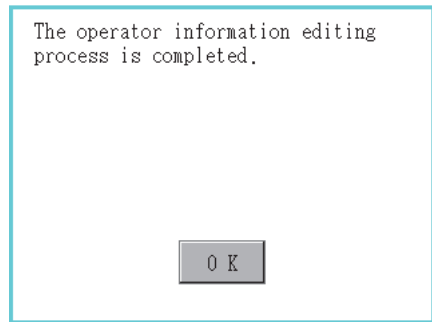 The operator information editing
process is completed.
O K